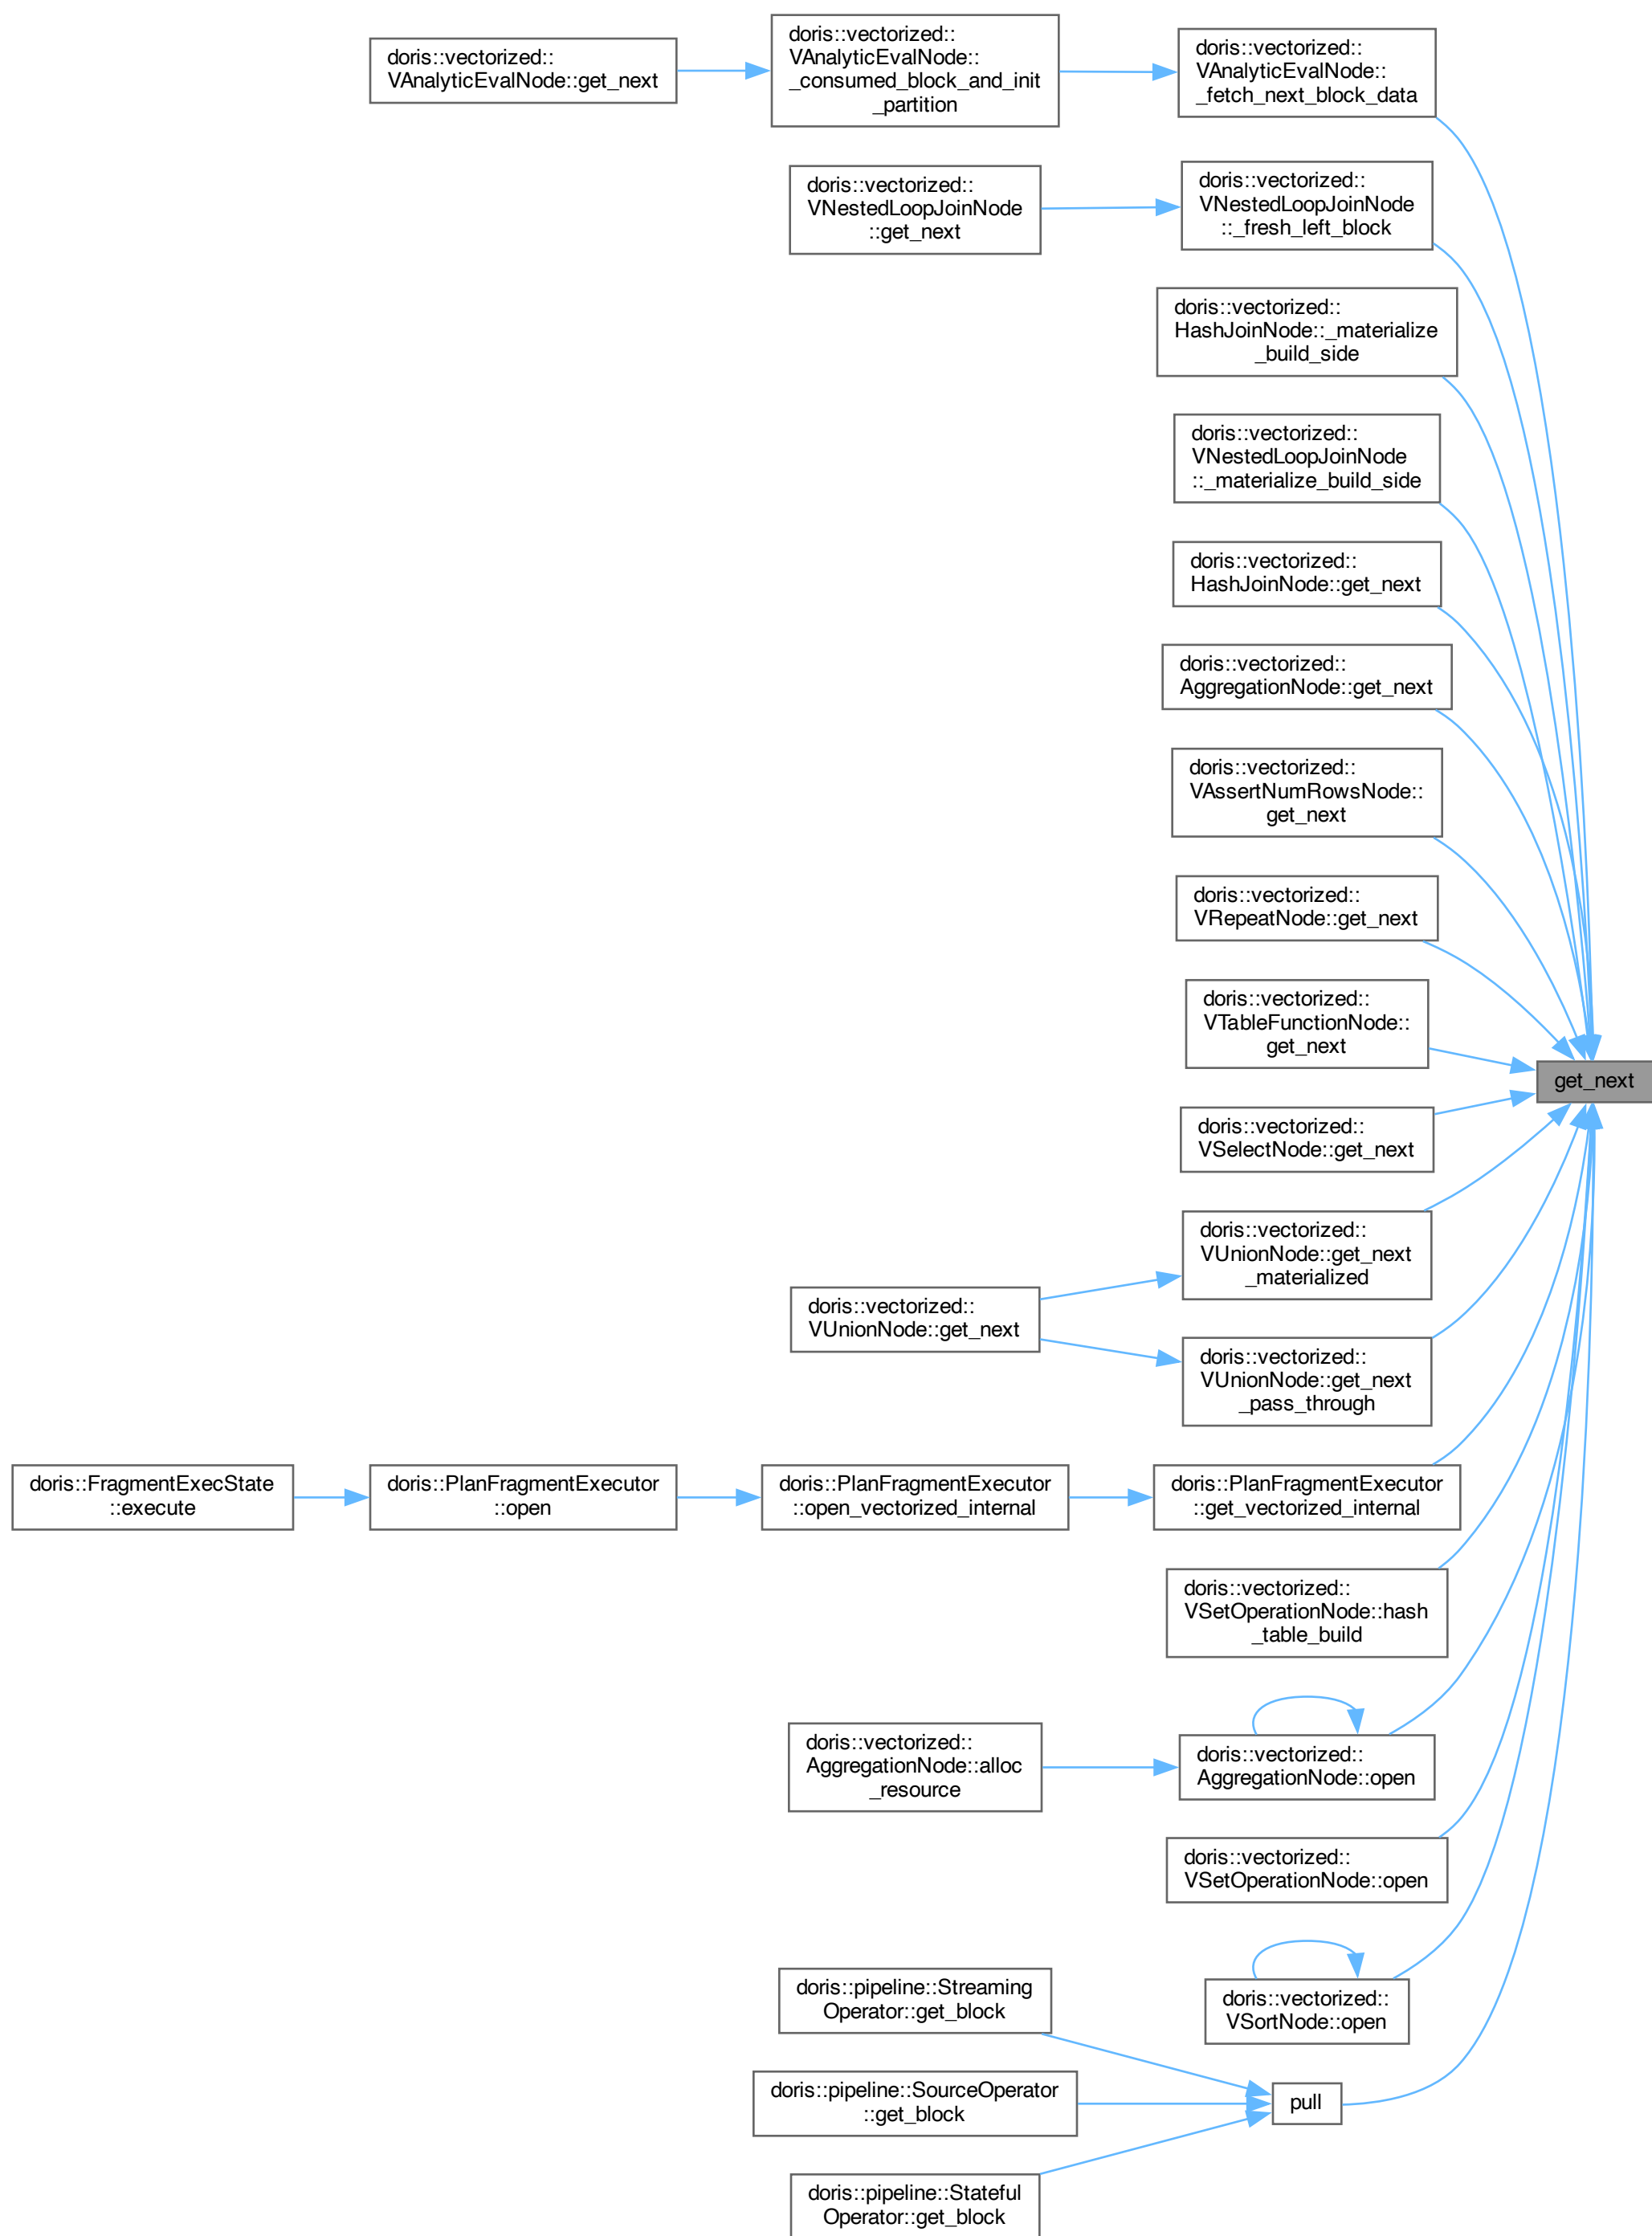 doris::vectorized::
VAnalyticEvalNode::get_next
doris::vectorized::
VAnalyticEvalNode::
_consumed_block_and_init
_partition
doris::vectorized::
VAnalyticEvalNode::
_fetch_next_block_data
doris::vectorized::
VNestedLoopJoinNode
::get_next
doris::vectorized::
VNestedLoopJoinNode
::_fresh_left_block
doris::vectorized::
HashJoinNode::_materialize
_build_side
doris::vectorized::
VNestedLoopJoinNode
::_materialize_build_side
doris::vectorized::
HashJoinNode::get_next
doris::vectorized::
AggregationNode::get_next
doris::vectorized::
VAssertNumRowsNode::
get_next
doris::vectorized::
VRepeatNode::get_next
doris::vectorized::
VTableFunctionNode::
get_next
get_next
doris::vectorized::
VSelectNode::get_next
doris::vectorized::
VUnionNode::get_next
_materialized
doris::vectorized::
VUnionNode::get_next
doris::vectorized::
VUnionNode::get_next
_pass_through
doris::FragmentExecState
::execute
doris::PlanFragmentExecutor
::open
doris::PlanFragmentExecutor
::open_vectorized_internal
doris::PlanFragmentExecutor
::get_vectorized_internal
doris::vectorized::
VSetOperationNode::hash
_table_build
doris::vectorized::
AggregationNode::alloc
_resource
doris::vectorized::
AggregationNode::open
doris::vectorized::
VSetOperationNode::open
doris::pipeline::Streaming
Operator::get_block
doris::vectorized::
VSortNode::open
doris::pipeline::SourceOperator
::get_block
pull
doris::pipeline::Stateful
Operator::get_block